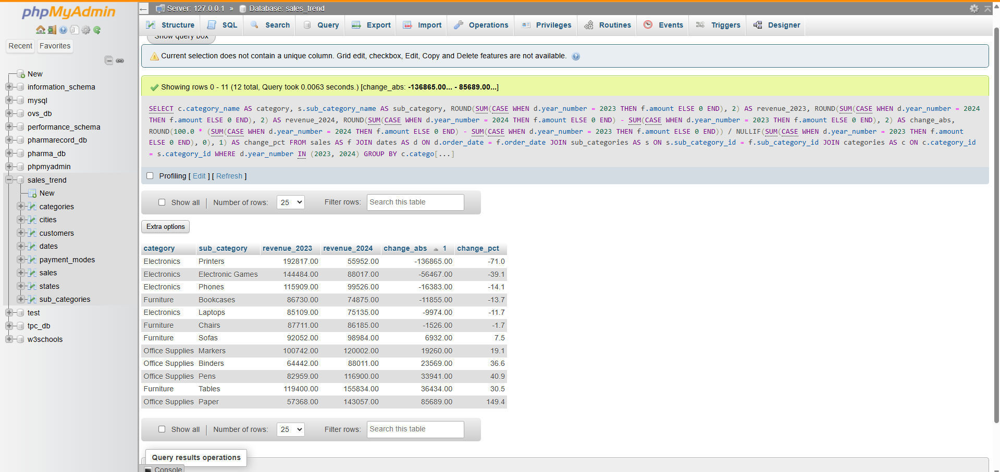 phpMyAdmin
Recent Favorites
New
information_schema
mysql
ovs_db
performance_schema
pharmarecord_db
pharma_db
phpmyadmin
sales_trend
New
categories
cities
customers
dates
payment_modes
sales
states
sub_categories
test
tpc_db
w3schools
Server: 127.0.0.1 » Database: sales_trend
Structure SQL Search Query Export Import Operations Privileges Routines Events Triggers Designer
Show query box
Current selection does not contain a unique column. Grid edit, checkbox, Edit, Copy and Delete features are not available.
Showing rows 0 - 11 (12 total, Query took 0.0063 seconds.) [change_abs: -136865.00... - 85689.00...]
SELECT c.category_name AS category, s.sub_category_name AS sub_category, ROUND(SUM(CASE WHEN d.year_number = 2023 THEN f.amount ELSE 0 END), 2) AS revenue_2023, ROUND(SUM(CASE WHEN d.year_number = 2024
THEN f.amount ELSE 0 END), 2) AS revenue_2024, ROUND(SUM(CASE WHEN d.year_number = 2024 THEN f.amount ELSE 0 END) - SUM(CASE WHEN d.year_number = 2023 THEN f.amount ELSE 0 END), 2) AS change_abs,
ROUND(100.0 * (SUM(CASE WHEN d.year_number = 2024 THEN f.amount ELSE 0 END) - SUM(CASE WHEN d.year_number = 2023 THEN f.amount ELSE 0 END)) / NULLIF(SUM(CASE WHEN d.year_number = 2023 THEN f.amount
ELSE 0 END), 0), 1) AS change_pct FROM sales AS f JOIN dates AS d ON d.order_date = f.order_date JOIN sub_categories AS s ON s.sub_category_id = f.sub_category_id JOIN categories AS c ON c.category_id
= s.category_id WHERE d.year_number IN (2023, 2024) GROUP BY c.catego[...]
Profiling [ Edit ] [ Refresh ]
Show all | Number of rows: 25 Filter rows: Search this table
Extra options
category sub_category revenue_2023 revenue_2024 change_abs 1 change_pct
Electronics Printers 192817.00 55952.00 -136865.00 -71.0
Electronics Electronic Games 144484.00 88017.00 -56467.00 -39.1
Electronics Phones 115909.00 99526.00 -16383.00 -14.1
Furniture Bookcases 86730.00 74875.00 -11855.00 -13.7
Electronics Laptops 85109.00 75135.00 -9974.00 -11.7
Furniture Chairs 87711.00 86185.00 -1526.00 -1.7
Furniture Sofas 92052.00 98984.00 6932.00 7.5
Office Supplies Markers 100742.00 120002.00 19260.00 19.1
Office Supplies Binders 64442.00 88011.00 23569.00 36.6
Office Supplies Pens 82959.00 116900.00 33941.00 40.9
Furniture Tables 119400.00 155834.00 36434.00 30.5
Office Supplies Paper 57368.00 143057.00 85689.00 149.4
Show all | Number of rows: 25 Filter rows: Search this table
Query results operations
Console